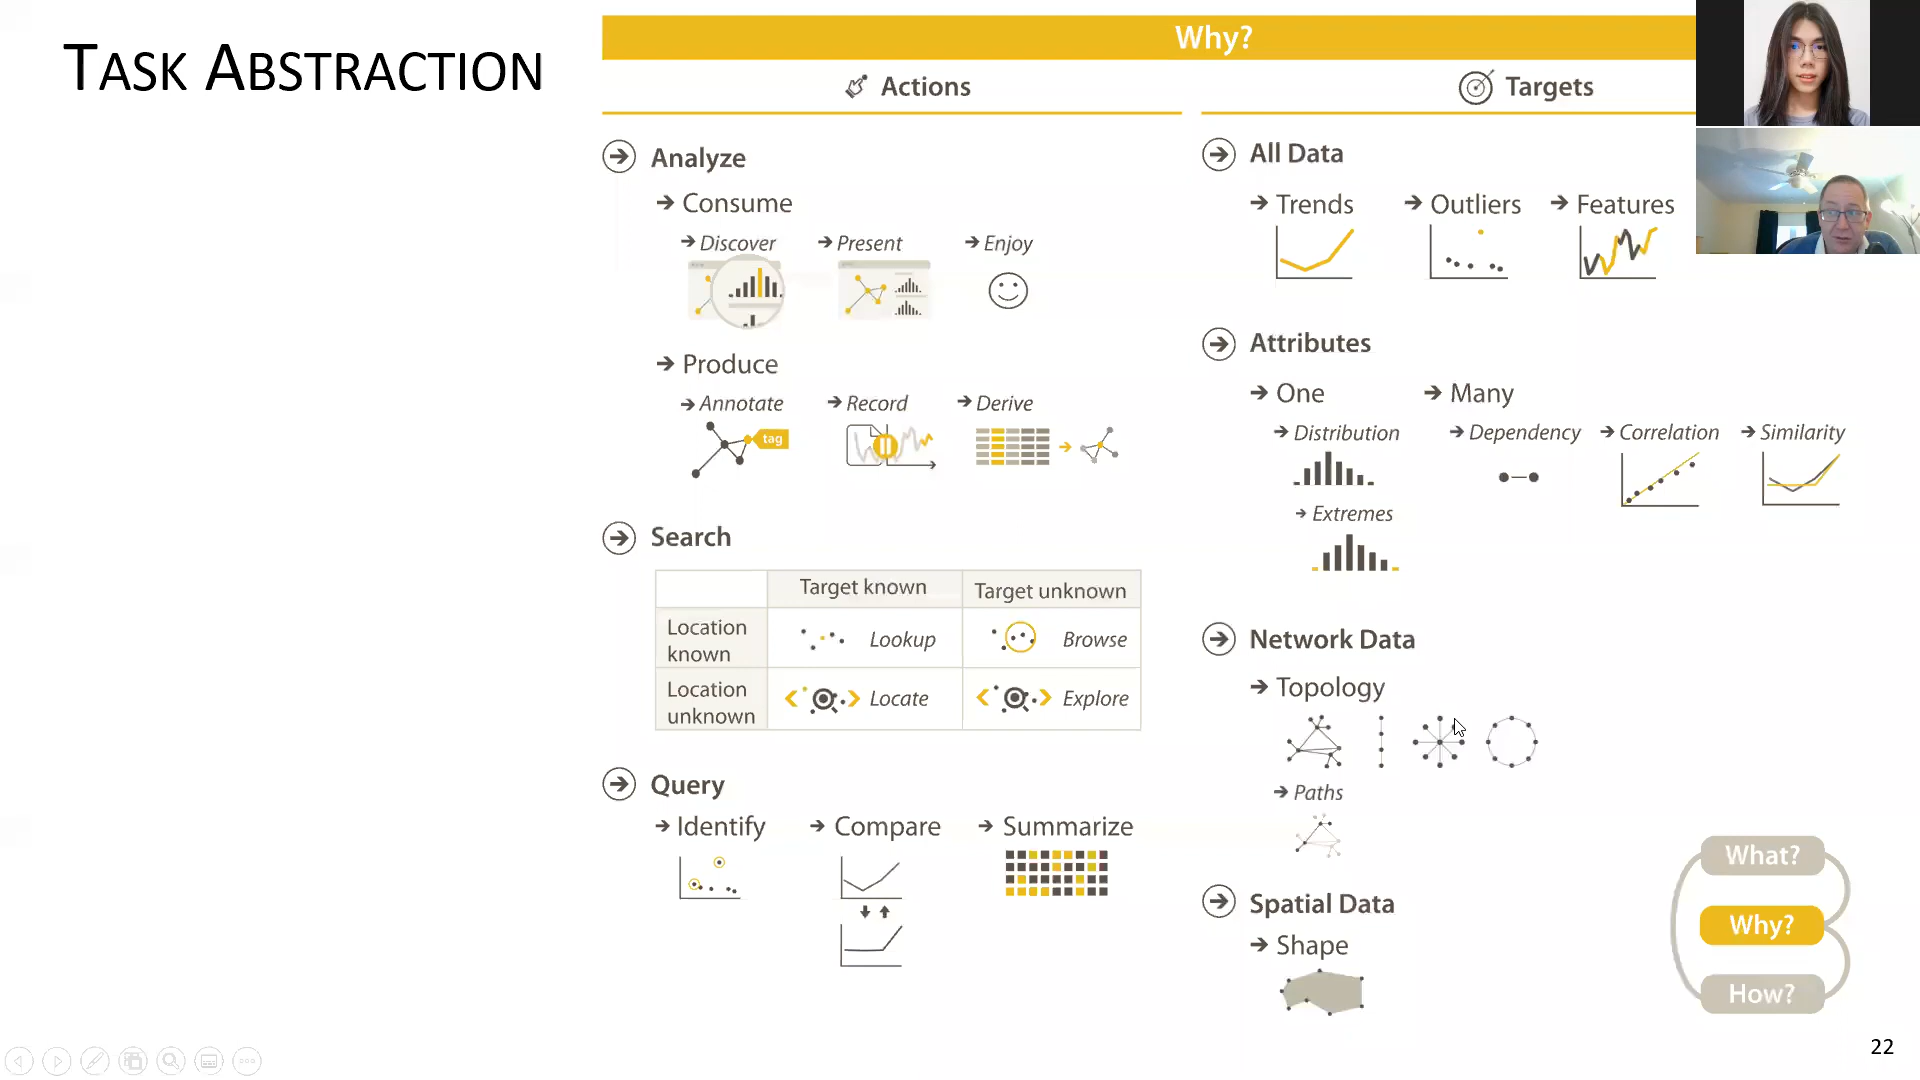 TASK ABSTRACTION
Why?
Actions
Analyze
Consume
Discover
Present
Enjoy
Produce
Annotate
Record
Derive
tag
Search
Target known
Target unknown
Location known
Lookup
Browse
Location unknown
Locate
Explore
Query
Identify
Compare
Summarize
Targets
All Data
Trends
Outliers
Features
Attributes
One
Many
Distribution
Dependency
Correlation
Similarity
Extremes
Network Data
Topology
Paths
Spatial Data
Shape
What?
Why?
How?
22